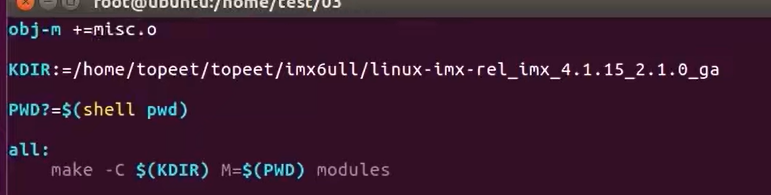 root@ubuntu:/home/test/03
obj-m +=misc.o
KDIR:=/home/topeet/topeet/imx6ull/linux-imx-rel_imx_4.1.15_2.1.0_ga
PWD?=$(shell pwd)
all:
    make -C $(KDIR) M=$(PWD) modules